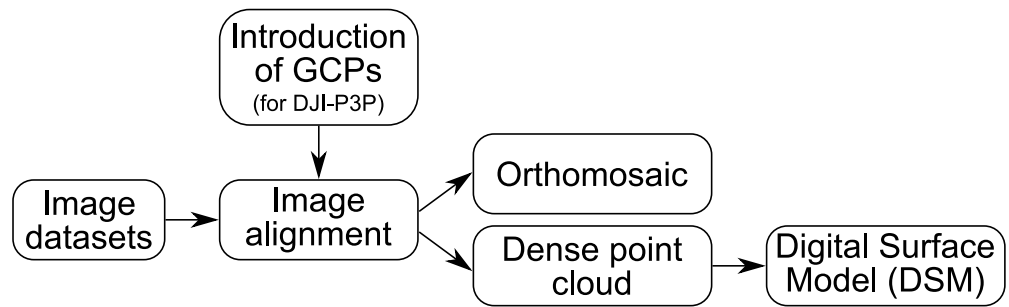 Introduction
of GCPs
(for DJI-P3P)
Image
datasets
Image
alignment
Orthomosaic
Dense point
cloud
Digital Surface
Model (DSM)